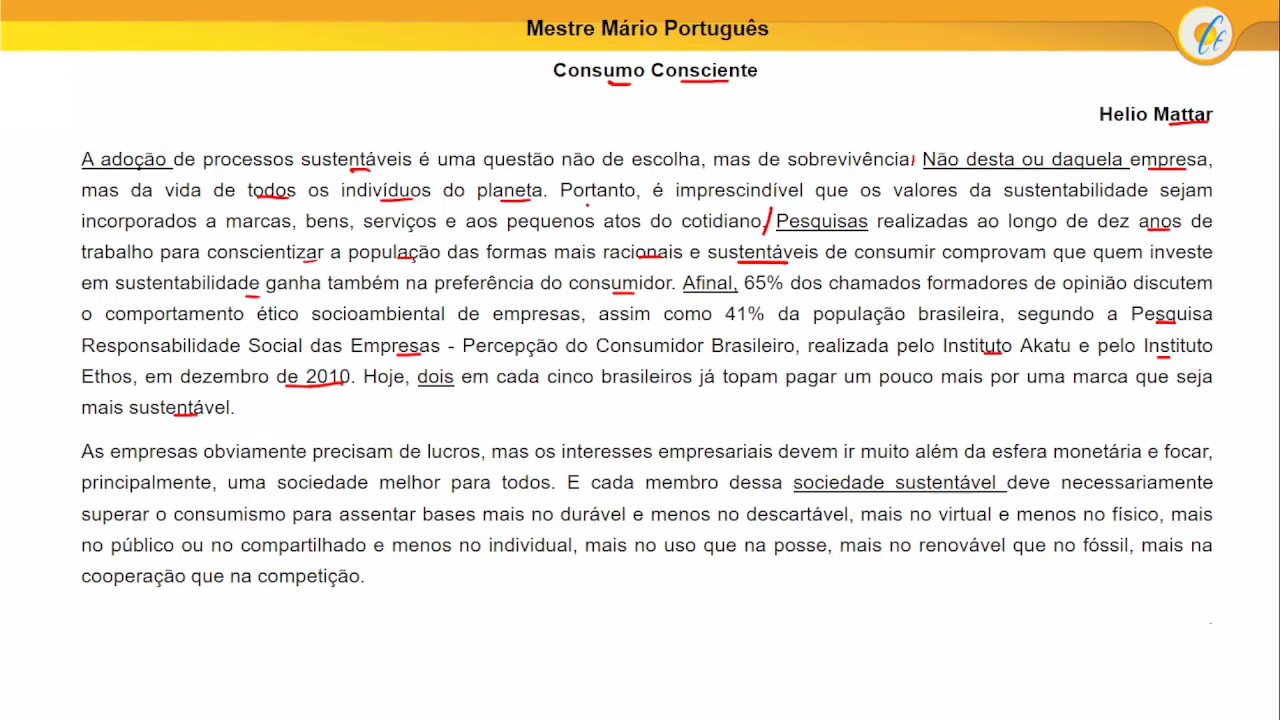 Mestre Mário Português
Consumo Consciente
Helio Mattar
A adoção de processos sustentáveis é uma questão não de escolha, mas de sobrevivência. Não desta ou daquela empresa,
mas da vida de todos os indivíduos do planeta. Portanto, é imprescindível que os valores da sustentabilidade sejam
incorporados a marcas, bens, serviços e aos pequenos atos do cotidiano. Pesquisas realizadas ao longo de dez anos de
trabalho para conscientizar a população das formas mais racionais e sustentáveis de consumir comprovam que quem investe
em sustentabilidade ganha também na preferência do consumidor. Afinal, 65% dos chamados formadores de opinião discutem
o comportamento ético socioambiental de empresas, assim como 41% da população brasileira, segundo a Pesquisa
Responsabilidade Social das Empresas - Percepção do Consumidor Brasileiro, realizada pelo Instituto Akatu e pelo Instituto
Ethos, em dezembro de 2010. Hoje, dois em cada cinco brasileiros já topam pagar um pouco mais por uma marca que seja
mais sustentável.
As empresas obviamente precisam de lucros, mas os interesses empresariais devem ir muito além da esfera monetária e focar,
principalmente, uma sociedade melhor para todos. E cada membro dessa sociedade sustentável deve necessariamente
superar o consumismo para assentar bases mais no durável e menos no descartável, mais no virtual e menos no físico, mais
no público ou no compartilhado e menos no individual, mais no uso que na posse, mais no renovável que no fóssil, mais na
cooperação que na competição.